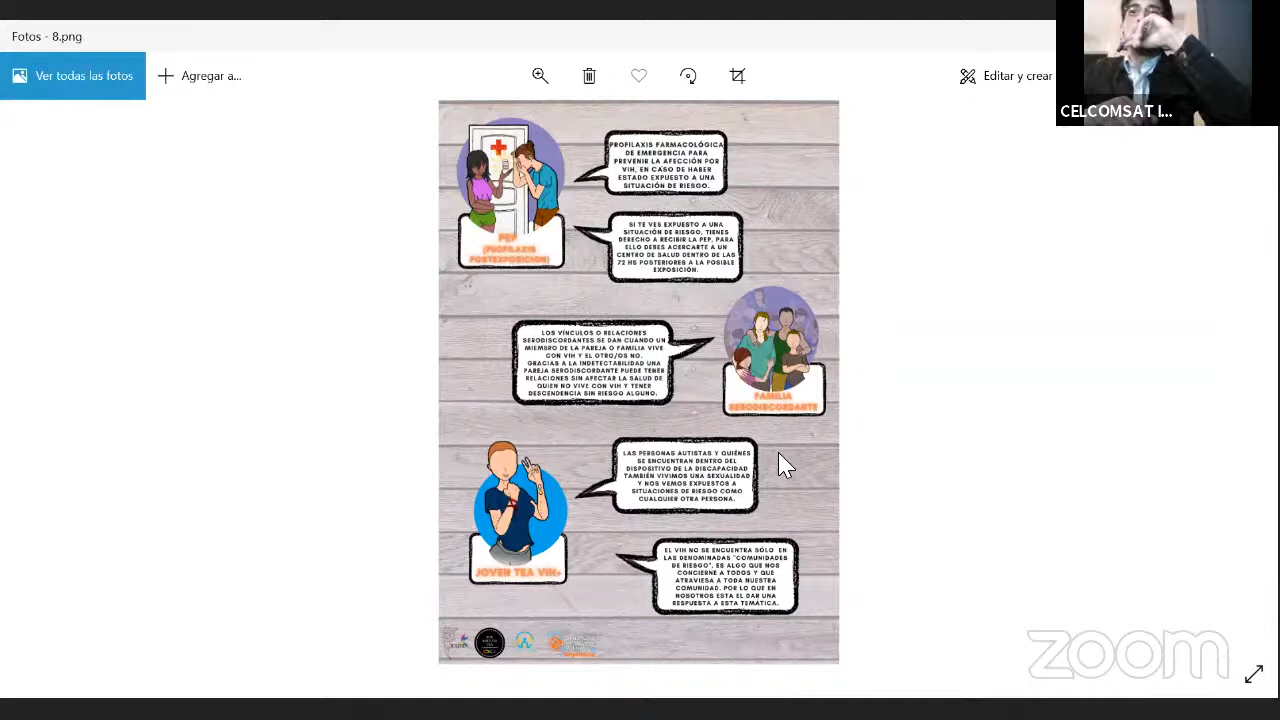 Fotos - 8.png
Ver todas las fotos
Agregar a...
Editar y crear
CELCOMSAT I...
PROFILAXIS FARMACOLÓGICA
DE EMERGENCIA PARA
PREVENIR LA AFECCIÓN POR
VIH, EN CASO DE HABER
ESTADO EXPUESTO A UNA
SITUACIÓN DE RIESGO.
PEP
(PROFILAXIS
POSTEXPOSICIÓN)
SI TE VES EXPUESTO A UNA
SITUACIÓN DE RIESGO, TIENES
DERECHO A RECIBIR LA PEP, PARA
ELLO DEBES ACERCARTE A UN
CENTRO DE SALUD DENTRO DE LAS
72 HS POSTERIORES A LA POSIBLE
EXPOSICIÓN.
LOS VÍNCULOS O RELACIONES
SERODISCORDANTES SE DAN CUANDO UN
MIEMBRO DE LA PAREJA O FAMILIA VIVE
CON VIH Y EL OTRO/OS NO.
GRACIAS A LA INDETECTABILIDAD UNA
PAREJA SERODISCORDANTE PUEDE TENER
RELACIONES SIN AFECTAR LA SALUD DE
QUIEN NO VIVE CON VIH Y TENER
DESCENDENCIA SIN RIESGO ALGUNO.
FAMILIA
SERODISCORDANTE
LAS PERSONAS AUTISTAS Y QUIÉNES
SE ENCUENTRAN DENTRO DEL
DISPOSITIVO DE LA DISCAPACIDAD
TAMBIÉN VIVIMOS UNA SEXUALIDAD
Y NOS VEMOS EXPUESTOS A
SITUACIONES DE RIESGO COMO
CUALQUIER OTRA PERSONA.
JOVEN TEA VIH+
EL VIH NO SE ENCUENTRA SÓLO EN
LAS DENOMINADAS "COMUNIDADES
DE RIESGO", ES ALGO QUE NOS
CONCIERNE A TODOS Y QUE
ATRAVIESA A TODA NUESTRA
COMUNIDAD. POR LO QUE EN
NOSOTROS ESTA EL DAR UNA
RESPUESTA A ESTA TEMÁTICA.
zoom